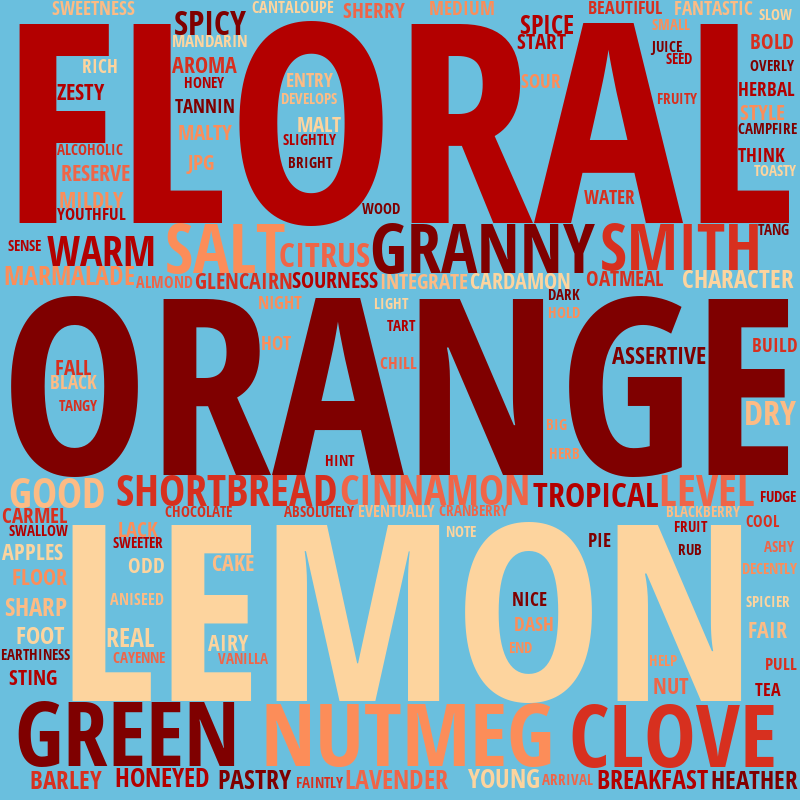 SWEETNESS CANTALOUPE SHERRY MEDIUM BEAUTIFUL FANTASTIC SLOW
SPICY SPICE SMALL
MANDARIN START JUICE BOLD
RICH AROMA SEED OVERLY
ZESTY HONEY ENTRY SOUR HERBAL
TANNIN DEVELOPS FRUITY STYLE
FLORAL
MALTY MALT CAMPFIRE
ALCOHOLIC SLIGHTLY THINK
RESERVE JPG BRIGHT TOASTY
MILDLY WATER
YOUTHFUL WOOD TANG
SENSE WARM SALT CITRUS GRANNY SMITH
MARMALADE ALMOND GLENCAIRN SOURNESS INTEGRATE CARDAMON OATMEAL CHARACTER
NIGHT LIGHT DARK
HOT TART HOLD
BUILD
FALL CHILL ASSERTIVE
BLACK
ORANGE
TANGY DRY
BIG
HINT HERB
GOOD SHORTBREAD CINNAMON TROPICAL LEVEL FUDGE
CARMEL CHOCOLATE ABSOLUTELY EVENTUALLY CRANBERRY BLACKBERRY
SWALLOW LACK NOTE FRUIT COOL
APPLES SWEETER PIE RUB ASHY
FLOOR ODD CAKE DECENTLY
SHARP ANISEED NICE SPICIER
LEMON
FOOT REAL AIRY DASH FAIR
EARTHINESS CAYENNE VANILLA END HELP PULL
STING NUT TEA
GREEN NUTMEG CLOVE
BARLEY HONEYED PASTRY FAINTLY LAVENDER YOUNG ARRIVAL BREAKFAST HEATHER